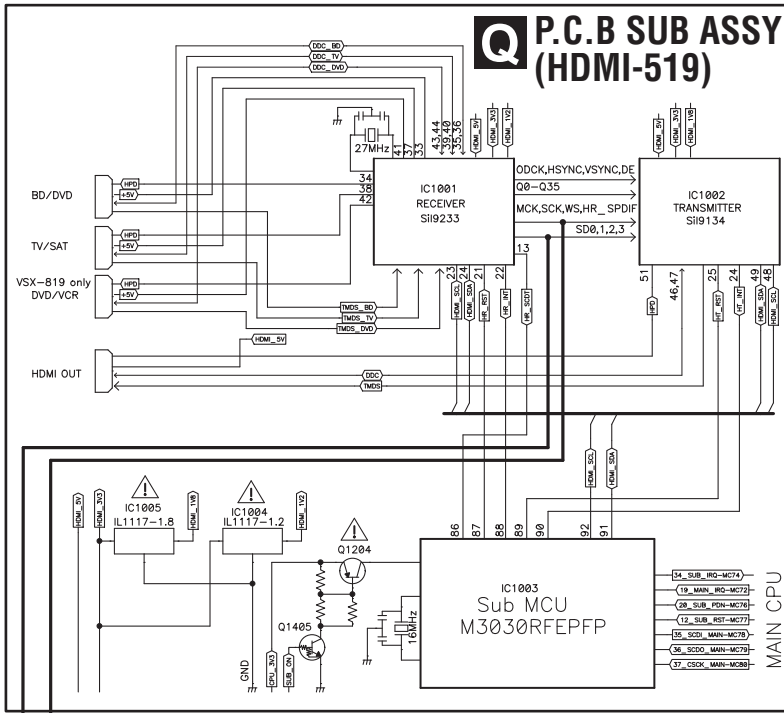 Q P.C.B SUB ASSY
(HDMI-519)
DDC_BD
DDC_TV
DDC_DVD
27MHz
41
37
33
43,44
39,40
35,36
HDMI_5V
HDMI_3V3
HDMI_1V2
HDMI_5V
HDMI_3V3
HDMI_1V8
34
38
42
IC1001
RECEIVER
SiI9233
ODCK,HSYNC,VSYNC,DE
Q0-Q35
MCK,SCK,WS,HR_SPDIF
SD0,1,2,3
IC1002
TRANSMITTER
SiI9134
BD/DVD
HPD
+5V
TV/SAT
HPD
+5V
VSX-819 only
DVD/VCR
HPD
+5V
TMDS_BD
TMDS_TV
TMDS_DVD
23
24
21
22
13
HDMI_SCL
HDMI_SDA
HR_RST
HR_INT
HR_SCDT
51
46,47
25
24
49
48
HPD
HT_RST
HT_INT
HDMI_SDA
HDMI_SCL
HDMI_5V
HDMI OUT
DDC
TMDS
HDMI_SCL
HDMI_SDA
HDMI_5V
HDMI_3V3
IC1005
IL1117-1.8
HDMI_1V8
IC1004
IL1117-1.2
HDMI_1V2
Q1204
Q1405
GND
CPU_3V3
SUB_ON
16MHz
86
87
88
89
90
92
91
IC1003
Sub MCU
M3030RFEPFP
34_SUB_IRQ-MC74
19_MAIN_IRQ-MC72
20_SUB_PDN-MC76
12_SUB_RST-MC77
35_SCDI_MAIN-MC78
36_SCDO_MAIN-MC79
37_CSCK_MAIN-MC80
MAIN CPU